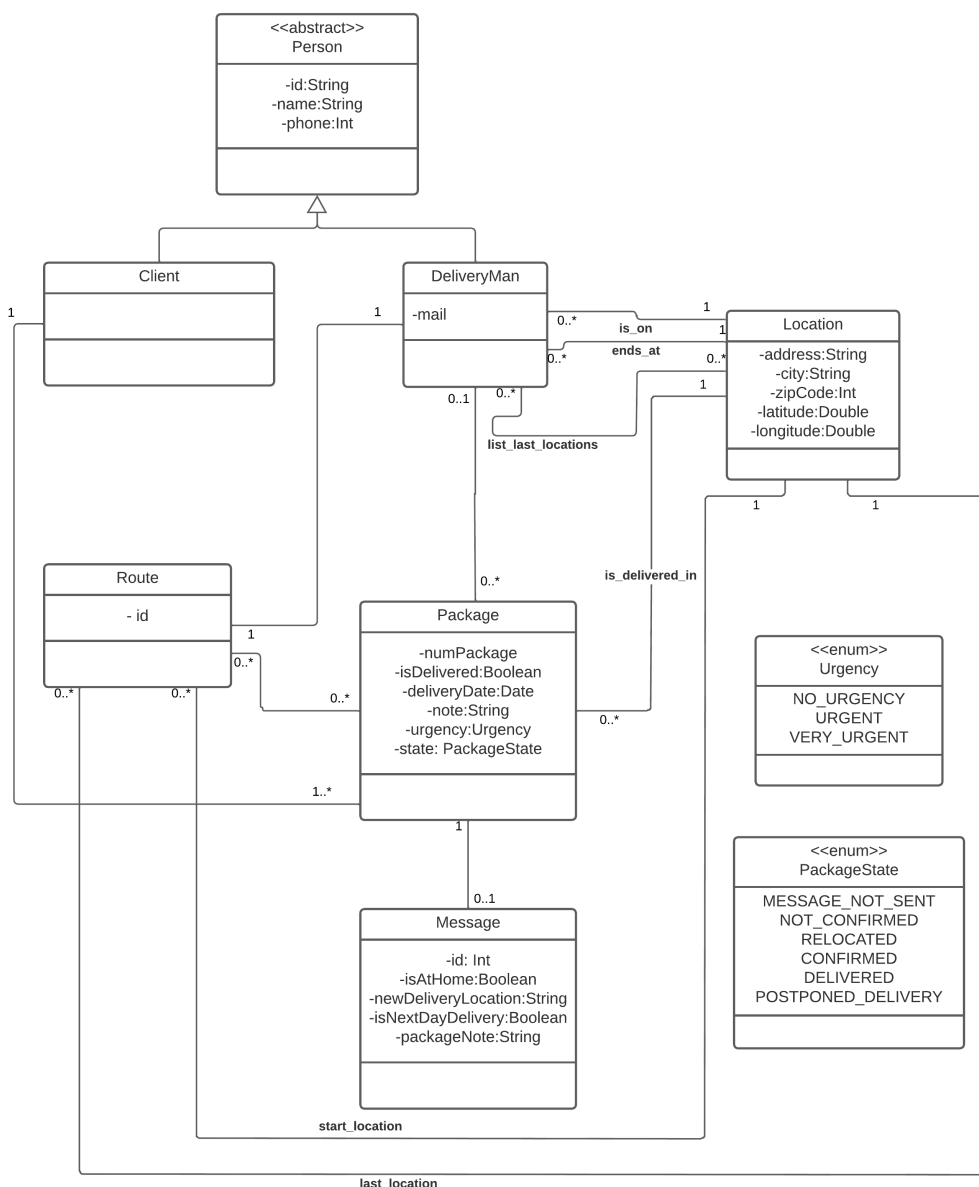 <<abstract>>
Person
-id:String
-name:String
-phone:Int
Client
DeliveryMan
-mail
Location
-address:String
-city:String
-zipCode:Int
-latitude:Double
-longitude:Double
1
1
0..*
is_on
1
1
0..*
ends_at
0..*
0..1
0..*
list_last_locations
1
1
1
is_delivered_in
Route
- id
1
0..*
0..*
0..*
0..*
Package
-numPackage
-isDelivered:Boolean
-deliveryDate:Date
-note:String
-urgency:Urgency
-state: PackageState
0..*
0..*
1..*
1
0..1
<<enum>>
Urgency
NO_URGENCY
URGENT
VERY_URGENT
<<enum>>
PackageState
MESSAGE_NOT_SENT
NOT_CONFIRMED
RELOCATED
CONFIRMED
DELIVERED
POSTPONED_DELIVERY
Message
-id: Int
-isAtHome:Boolean
-newDeliveryLocation:String
-isNextDayDelivery:Boolean
-packageNote:String
start_location
last_location